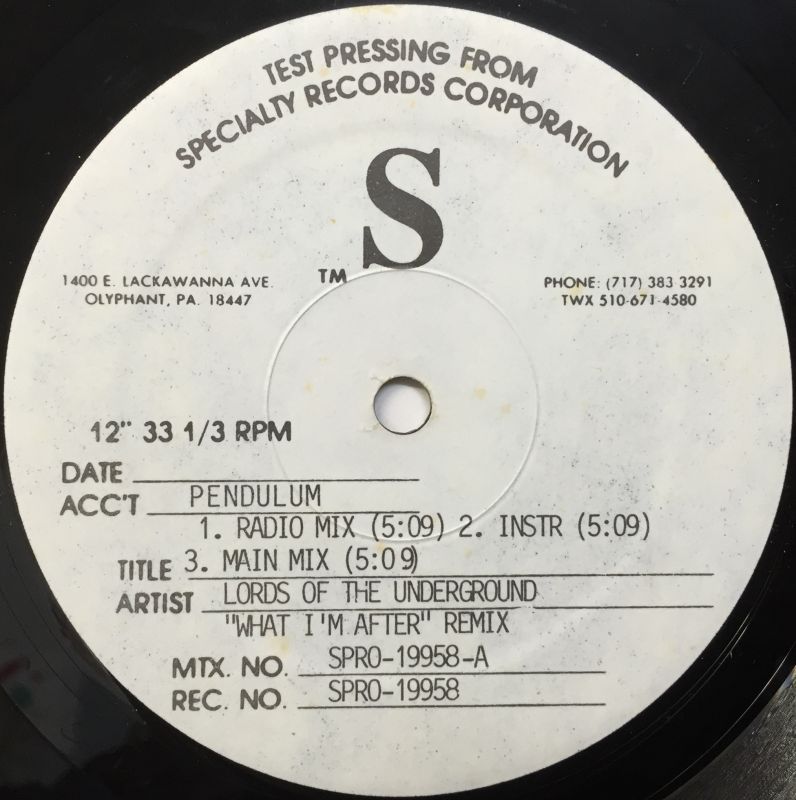 TEST PRESSING FROM
SPECIALTY RECORDS CORPORATION
S
TM
1400 E. LACKAWANNA AVE.
OLYPHANT, PA. 18447
PHONE: (717) 383 3291
TWX 510-671-4580
12" 33 1/3 RPM
DATE
ACC'T PENDULUM
1. RADIO MIX (5:09) 2. INSTR (5:09)
TITLE 3. MAIN MIX (5:09)
ARTIST LORDS OF THE UNDERGROUND
"WHAT I'M AFTER" REMIX
MTX. NO. SPRO-19958-A
REC. NO. SPRO-19958